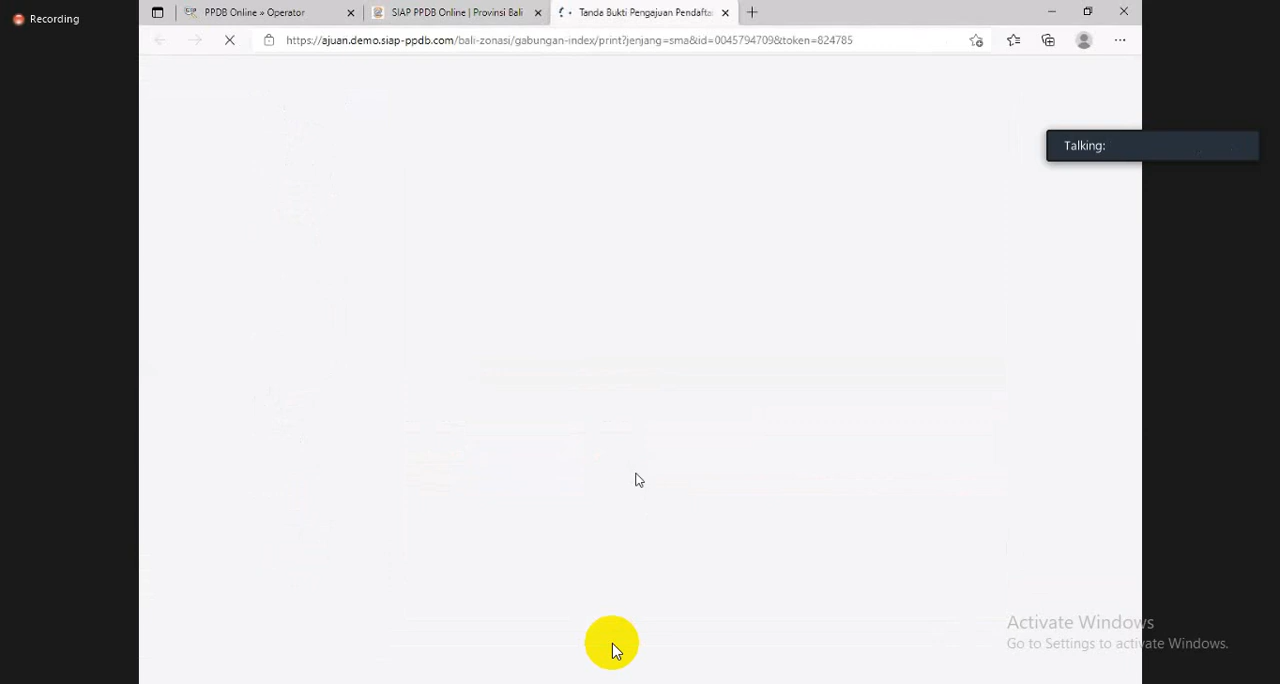 Recording
PPDB Online » Operator
SIAP PPDB Online | Provinsi Bali
Tanda Bukti Pengajuan Pendafta
https://ajuan.demo.siap-ppdb.com/bali-zonasi/gabungan-index/print?jenjang=sma&id=0045794709&token=824785
Talking:
Activate Windows
Go to Settings to activate Windows.